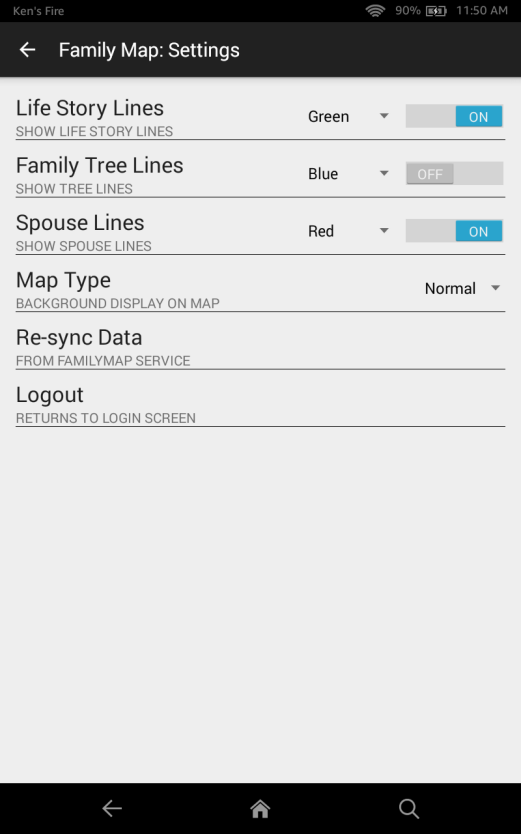 Ken's Fire 90% 11:50 AM
Family Map: Settings
Life Story Lines Green ON
SHOW LIFE STORY LINES
Family Tree Lines Blue OFF
SHOW TREE LINES
Spouse Lines Red ON
SHOW SPOUSE LINES
Map Type Normal
BACKGROUND DISPLAY ON MAP
Re-sync Data
FROM FAMILYMAP SERVICE
Logout
RETURNS TO LOGIN SCREEN